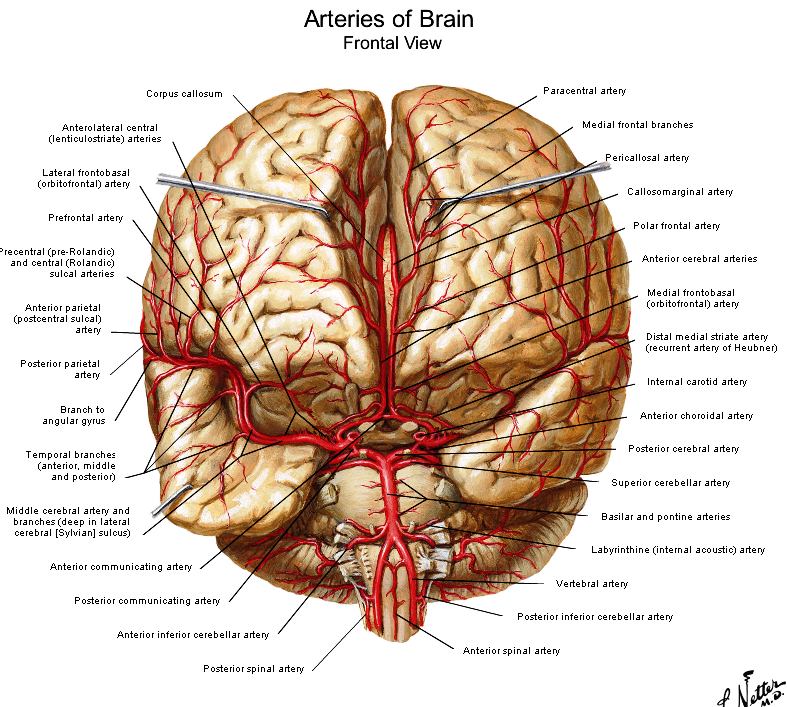 Arteries of Brain
Frontal View
Corpus callosum
Anterolateral central
(lenticulostriate) arteries
Lateral frontobasal
(orbitofrontal) artery
Prefrontal artery
Precentral (pre-Rolandic)
and central (Rolandic)
sulcal arteries
Anterior parietal
(postcentral sulcal)
artery
Posterior parietal
artery
Branch to
angular gyrus
Temporal branches
(anterior, middle
and posterior)
Middle cerebral artery and
branches (deep in lateral
cerebral [Sylvian] sulcus)
Anterior communicating artery
Posterior communicating artery
Anterior inferior cerebellar artery
Posterior spinal artery
Paracentral artery
Medial frontal branches
Pericallosal artery
Callosomarginal artery
Polar frontal artery
Anterior cerebral arteries
Medial frontobasal
(orbitofrontal) artery
Distal medial striate artery
(recurrent artery of Heubner)
Internal carotid artery
Anterior choroidal artery
Posterior cerebral artery
Superior cerebellar artery
Basilar and pontine arteries
Labyrinthine (internal acoustic) artery
Vertebral artery
Posterior inferior cerebellar artery
Anterior spinal artery
F. Netter
M.D.